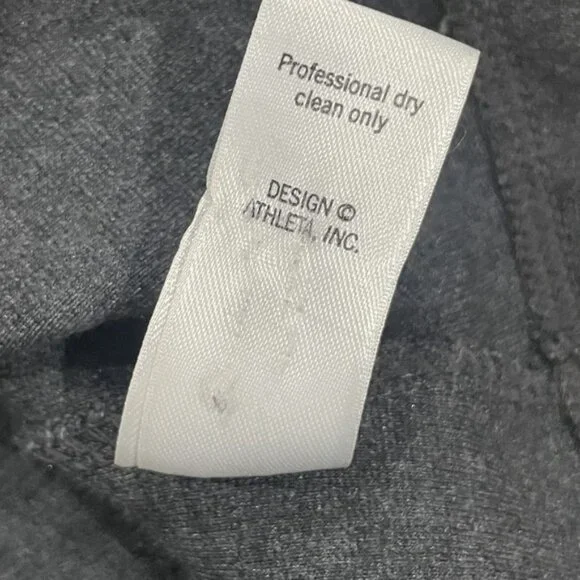 Professional dry
clean only
DESIGN ©
ATHLETA, INC.